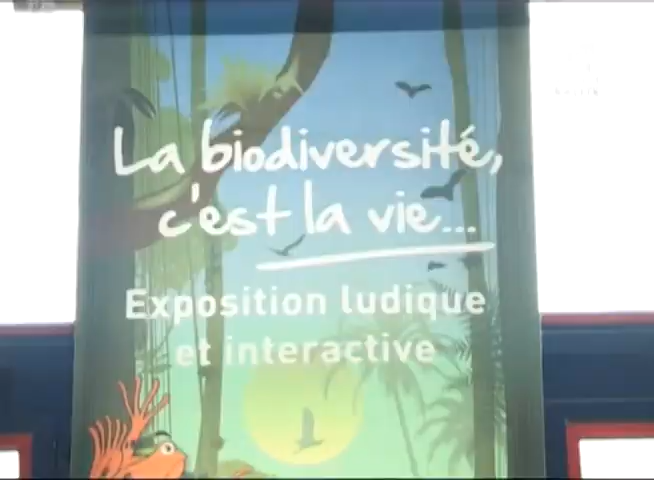 La biodiversité,
c'est la vie...
Exposition ludique
et interactive